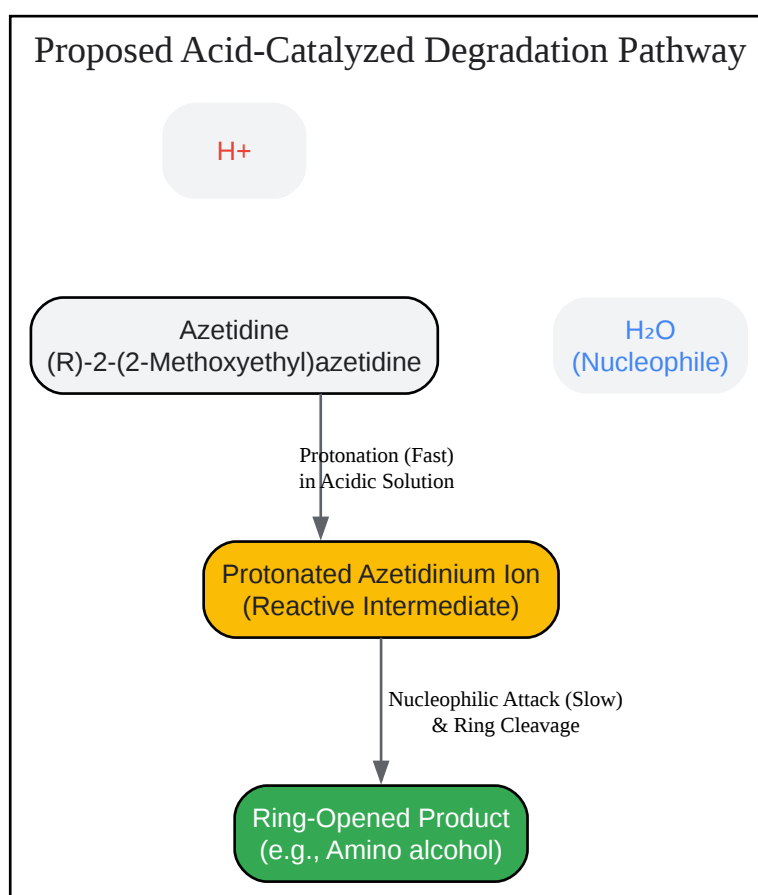 Proposed Acid-Catalyzed Degradation Pathway
H+
Azetidine
(R)-2-(2-Methoxyethyl)azetidine
H₂O
(Nucleophile)
Protonation (Fast)
in Acidic Solution
Protonated Azetidinium Ion
(Reactive Intermediate)
Nucleophilic Attack (Slow)
& Ring Cleavage
Ring-Opened Product
(e.g., Amino alcohol)